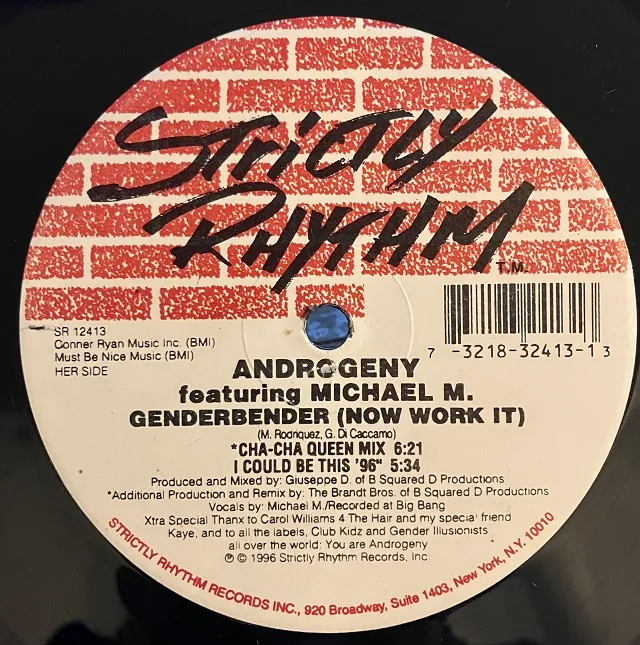 STRICTLY
RHYTHM
T.M.
SR 12413
Conner Ryan Music Inc. (BMI)
Must Be Nice Music (BMI)
HER SIDE
7 -3218-32413-1 3
ANDROGENY
featuring MICHAEL M.
GENDERBENDER (NOW WORK IT)
(M. Rodriquez, G. Di Caccamo)
*CHA-CHA QUEEN MIX 6:21
I COULD BE THIS '96" 5:34
Produced and Mixed by: Giuseppe D. of B Squared D Productions
*Additional Production and Remix by: The Brandt Bros. of B Squared D Productions
Vocals by: Michael M./Recorded at Big Bang
Xtra Special Thanx to Carol Williams 4 The Hair and my special friend
Kaye, and to all the labels, Club Kidz and Gender Illusionists
all over the world: You are Androgeny
℗ © 1996 Strictly Rhythm Records, Inc.
STRICTLY RHYTHM RECORDS INC., 920 Broadway, Suite 1403, New York, N.Y. 10010